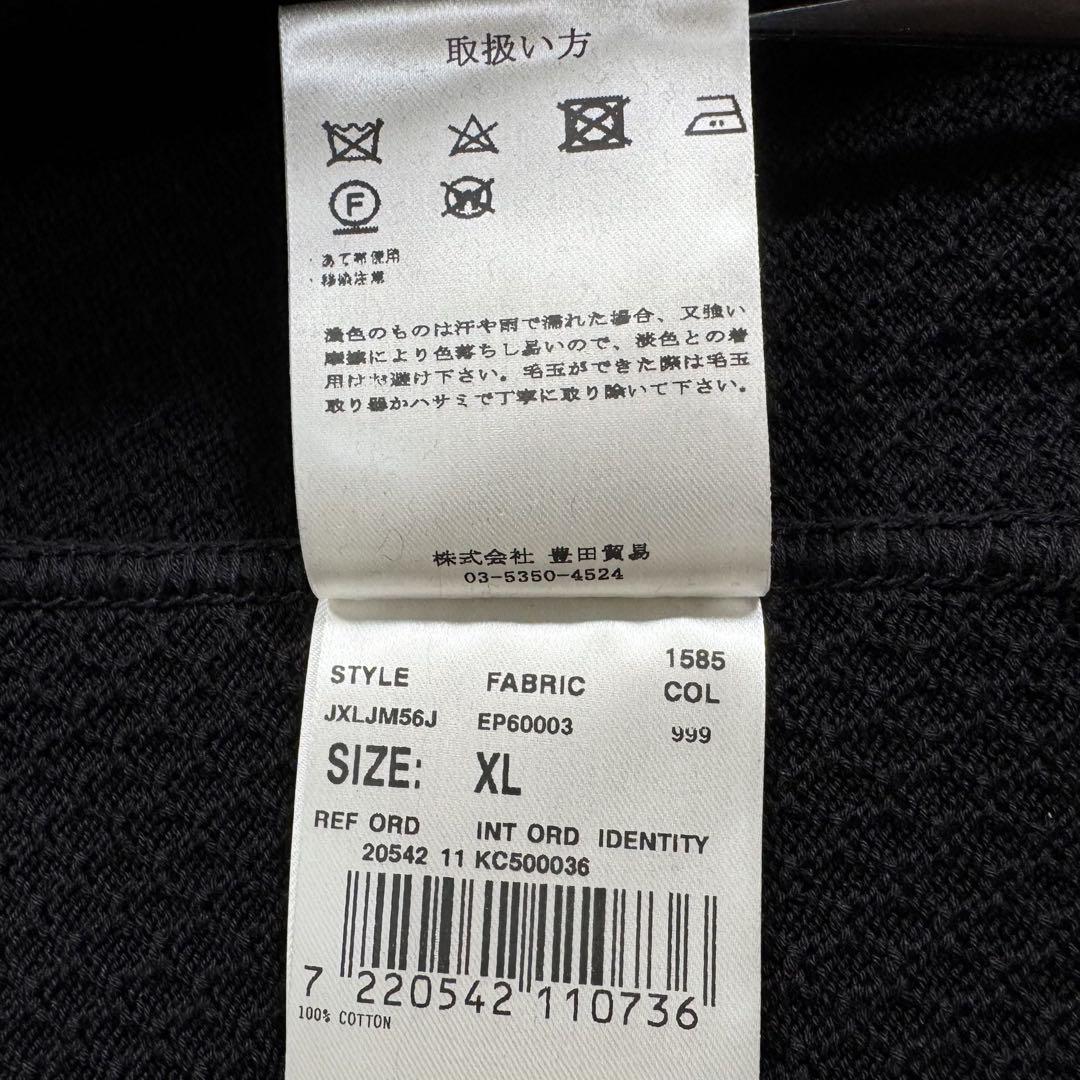 取扱い方
F
W
・あて布使用
・移染注意
濃色のものは汗や雨で濡れた場合、又強い
摩擦により色落ちし易いので、淡色との着
用はお避け下さい。毛玉ができた際は毛玉
取り器かハサミで丁寧に取り除いて下さい。
株式会社 豊田貿易
03-5350-4524
1585
STYLE FABRIC COL
JXLJM56J EP60003 999
SIZE: XL
REF ORD INT ORD IDENTITY
20542 11 KC500036
7 220542 110736
100% COTTON